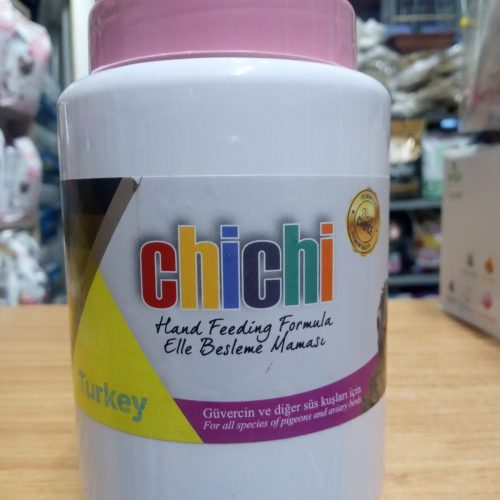 chichi
Hand Feeding Formula
Elle Besleme Maması
Turkey
Güvercin ve diğer süs kuşları için
For all species of pigeons and aviary birds